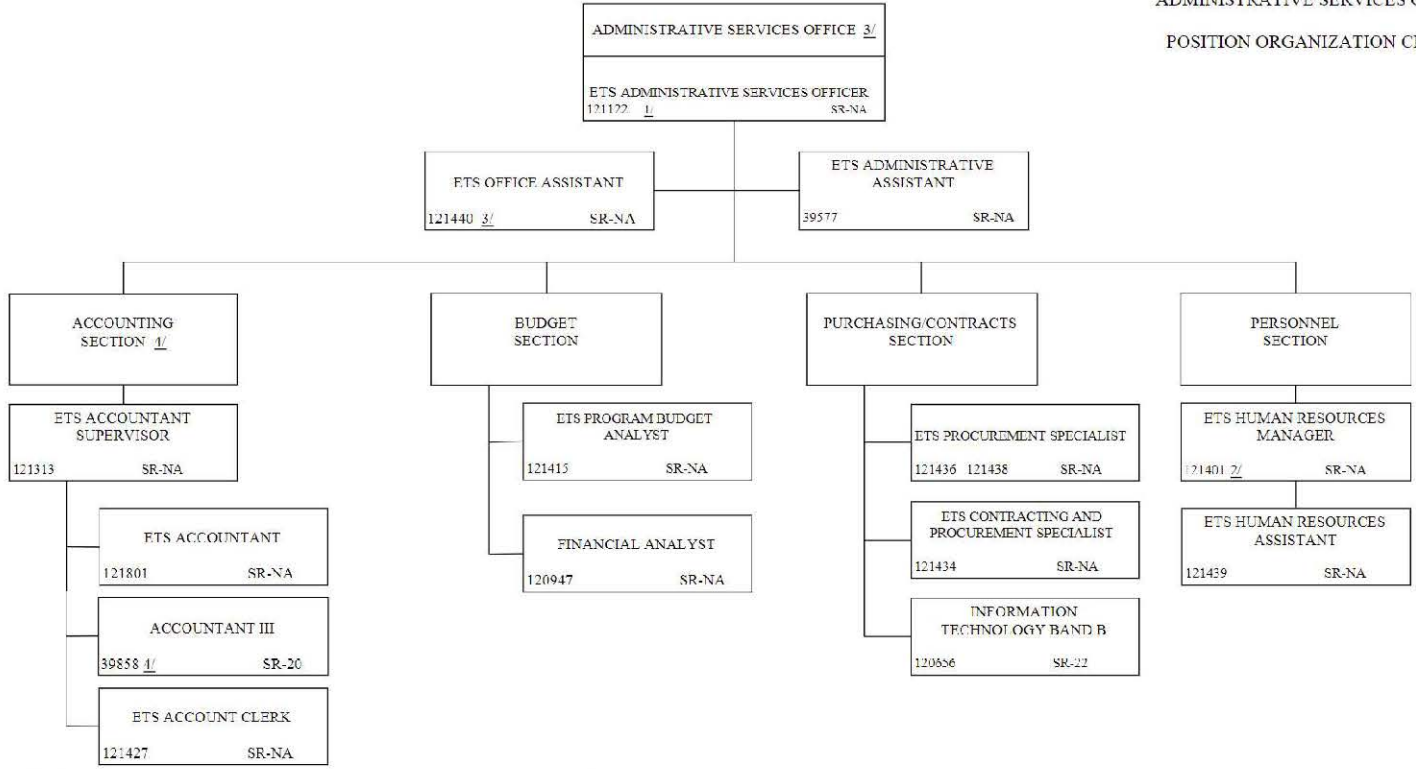 ADMINISTRATIVE SERVICES
POSITION ORGANIZATION
ADMINISTRATIVE SERVICES OFFICE 3/
ETS ADMINISTRATIVE SERVICES OFFICER
121122 1/ SR-NA
ETS OFFICE ASSISTANT
121440 3/ SR-NA
ETS ADMINISTRATIVE
ASSISTANT
39577 SR-NA
ACCOUNTING
SECTION 4/
BUDGET
SECTION
PURCHASING/CONTRACTS
SECTION
PERSONNEL
SECTION
ETS ACCOUNTANT
SUPERVISOR
121313 SR-NA
ETS ACCOUNTANT
121801 SR-NA
ACCOUNTANT III
39858 4/ SR-20
ETS ACCOUNT CLERK
121427 SR-NA
ETS PROGRAM BUDGET
ANALYST
121415 SR-NA
FINANCIAL ANALYST
120947 SR-NA
ETS PROCUREMENT SPECIALIST
121436 121438 SR-NA
ETS CONTRACTING AND
PROCUREMENT SPECIALIST
121434 SR-NA
INFORMATION
TECHNOLOGY BAND B
120656 SR-22
ETS HUMAN RESOURCES
MANAGER
121401 2/ SR-NA
ETS HUMAN RESOURCES
ASSISTANT
121439 SR-NA